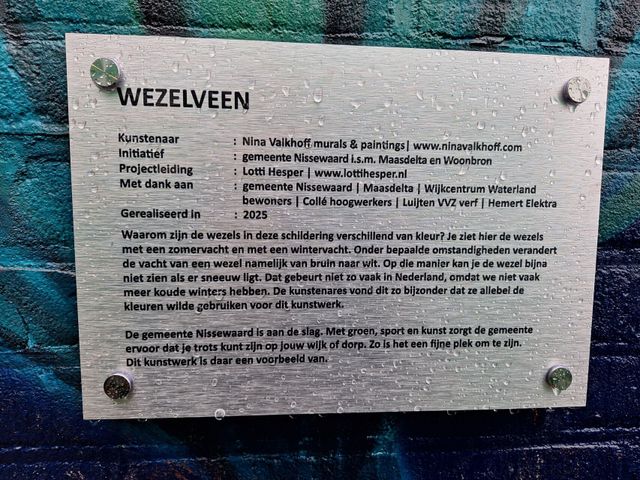 WEZELVEEN
Kunstenaar : Nina Valkhoff murals & paintings| www.ninavalkhoff.com
Initiatief : gemeente Nissewaard i.s.m. Maasdelta en Woonbron
Projectleiding : Lotti Hesper | www.lottihesper.nl
Met dank aan : gemeente Nissewaard | Maasdelta | Wijkcentrum Waterland
bewoners | Collé hoogwerkers | Luijten VVZ verf | Hemert Elektra
Gerealiseerd in : 2025
Waarom zijn de wezels in deze schildering verschillend van kleur? Je ziet hier de wezels
met een zomervacht en met een wintervacht. Onder bepaalde omstandigheden verandert
de vacht van een wezel namelijk van bruin naar wit. Op die manier kan je de wezel bijna
niet zien als er sneeuw ligt. Dat gebeurt niet zo vaak in Nederland, omdat we niet vaak
meer koude winters hebben. De kunstenares vond dit zo bijzonder dat ze allebei de
kleuren wilde gebruiken voor dit kunstwerk.
De gemeente Nissewaard is aan de slag. Met groen, sport en kunst zorgt de gemeente
ervoor dat je trots kunt zijn op jouw wijk of dorp. Zo is het een fijne plek om te zijn.
Dit kunstwerk is daar een voorbeeld van.